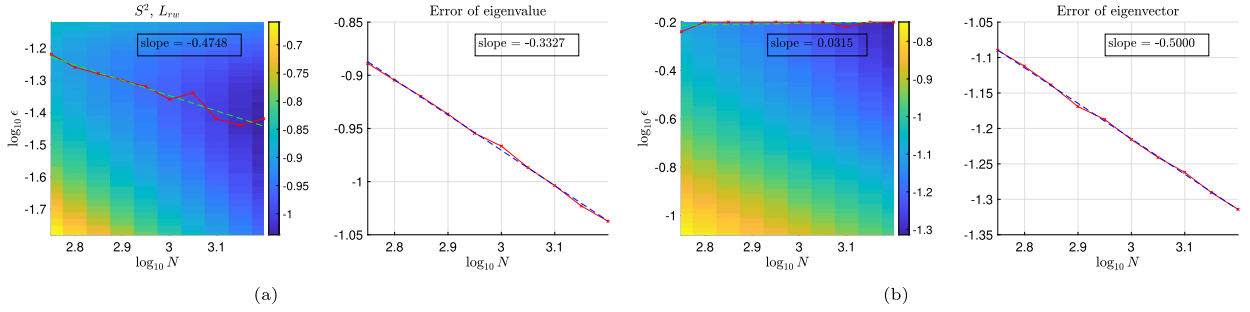 S², L_rw
slope = -0.4748
log₁₀ ϵ
-1.2
-1.3
-1.4
-1.5
-1.6
-1.7
2.8 2.9 3 3.1
log₁₀ N
-0.7
-0.75
-0.8
-0.85
-0.9
-0.95
-1
Error of eigenvalue
slope = -0.3327
-0.85
-0.9
-0.95
-1
-1.05
2.8 2.9 3 3.1
log₁₀ N
(a)
slope = 0.0315
log₁₀ ϵ
-0.2
-0.4
-0.6
-0.8
-1
2.8 2.9 3 3.1
log₁₀ N
-0.8
-0.9
-1
-1.1
-1.2
-1.3
Error of eigenvector
slope = -0.5000
-1.05
-1.1
-1.15
-1.2
-1.25
-1.3
-1.35
2.8 2.9 3 3.1
log₁₀ N
(b)